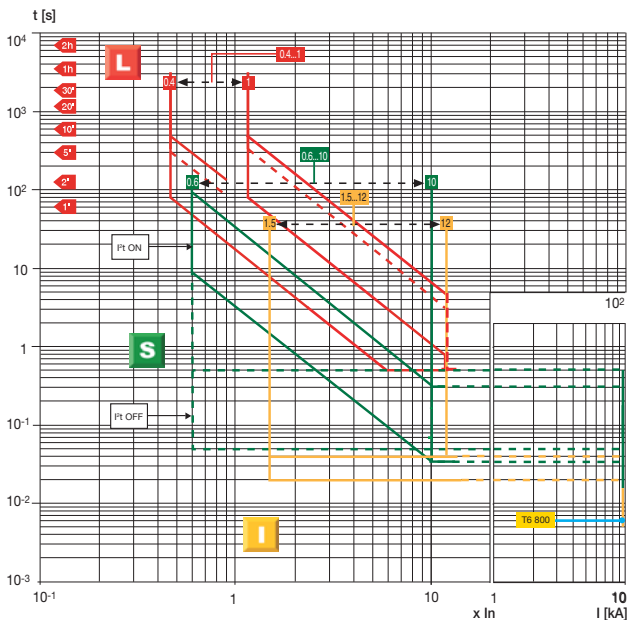 t [s]
10⁴
2h
1h
30'
20'
10'
5'
2'
1'
L
0.4
1
0.4...1
10³
0.6...10
10²
0.6
10
1.5...12
1.5
12
I²t ON
10
10²
1
S
10⁻¹
I²t OFF
10⁻²
T6 800
I
10⁻³
10⁻¹
1
10
1
10
x In
I [kA]